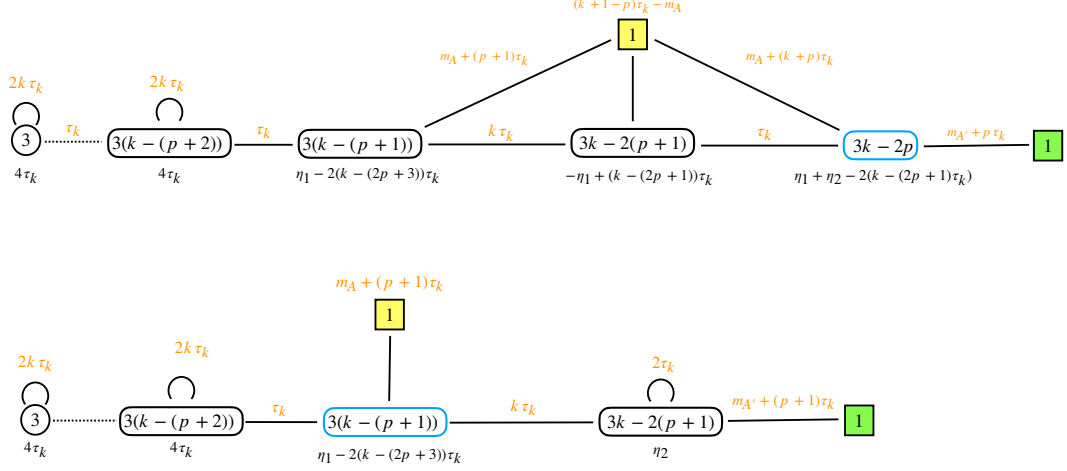 (k + 1 − p)τ_k − m_A
1
m_A + (p + 1)τ_k
m_A + (k + p)τ_k
2k τ_k
2k τ_k
τ_k
τ_k
k τ_k
τ_k
m_{A′} + p τ_k
3
3(k − (p + 2))
3(k − (p + 1))
3k − 2(p + 1)
3k − 2p
1
4τ_k
4τ_k
η_1 − 2(k − (2p + 3))τ_k
−η_1 + (k − (2p + 1))τ_k
η_1 + η_2 − 2(k − (2p + 1)τ_k)
m_A + (p + 1)τ_k
1
2k τ_k
2k τ_k
2τ_k
τ_k
k τ_k
m_{A′} + (p + 1)τ_k
3
3(k − (p + 2))
3(k − (p + 1))
3k − 2(p + 1)
1
4τ_k
4τ_k
η_1 − 2(k − (2p + 3))τ_k
η_2